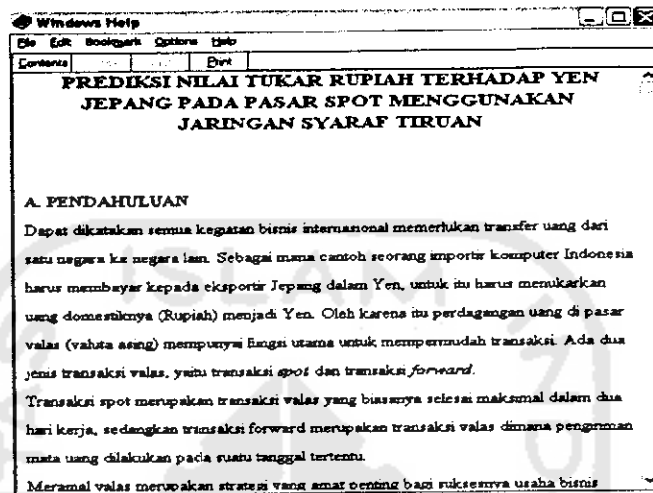 Windows Help
File Edit Bookmark Options Help
Contents Print
PREDIKSI NILAI TUKAR RUPIAH TERHADAP YEN
JEPANG PADA PASAR SPOT MENGGUNAKAN
JARINGAN SYARAF TIRUAN
A. PENDAHULUAN
Dapat dikatakan semua kegiatan bisnis internasional memerlukan transfer uang dari
satu negara ke negara lain. Sebagai mana contoh seorang importir komputer Indonesia
harus membayar kepada eksportir Jepang dalam Yen, untuk itu harus menukarkan
uang domestiknya (Rupiah) menjadi Yen. Oleh karena itu perdagangan uang di pasar
valas (valuta asing) mempunyai fungsi utama untuk mempermudah transaksi. Ada dua
jenis transaksi valas, yaitu transaksi spot dan transaksi forward.
Transaksi spot merupakan transaksi valas yang biasanya selesai maksimal dalam dua
hari kerja, sedangkan transaksi forward merupakan transaksi valas dimana pengiriman
mata uang dilakukan pada suatu tanggal tertentu.
Meramal valas merupakan strategi yang amat penting bagi suksesnya usaha bisnis
ISLAM